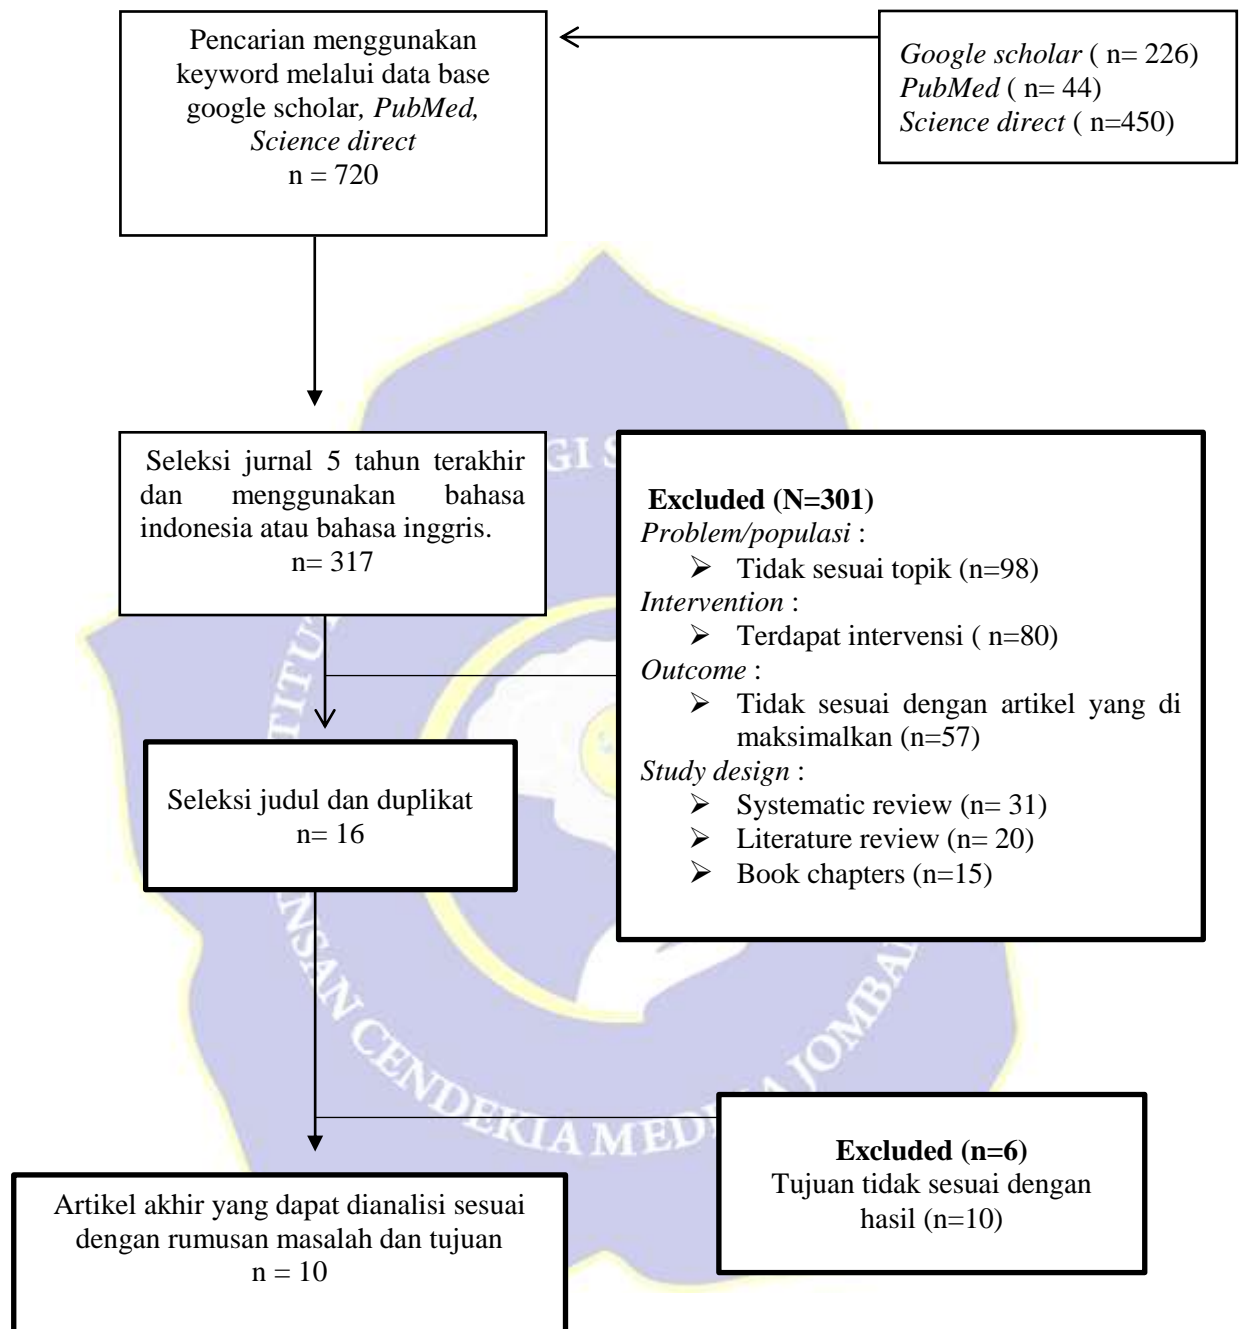 Pencarian menggunakan
keyword melalui data base
google scholar, PubMed,
Science direct
n = 720
Google scholar ( n= 226)
PubMed ( n= 44)
Science direct ( n=450)
Seleksi jurnal 5 tahun terakhir
dan menggunakan bahasa
indonesia atau bahasa inggris.
n= 317
Excluded (N=301)
Problem/populasi :
➢ Tidak sesuai topik (n=98)
Intervention :
➢ Terdapat intervensi ( n=80)
Outcome :
➢ Tidak sesuai dengan artikel yang di
maksimalkan (n=57)
Study design :
➢ Systematic review (n= 31)
➢ Literature review (n= 20)
➢ Book chapters (n=15)
Seleksi judul dan duplikat
n= 16
Excluded (n=6)
Tujuan tidak sesuai dengan
hasil (n=10)
Artikel akhir yang dapat dianalisi sesuai
dengan rumusan masalah dan tujuan
n = 10
CENDEKIA